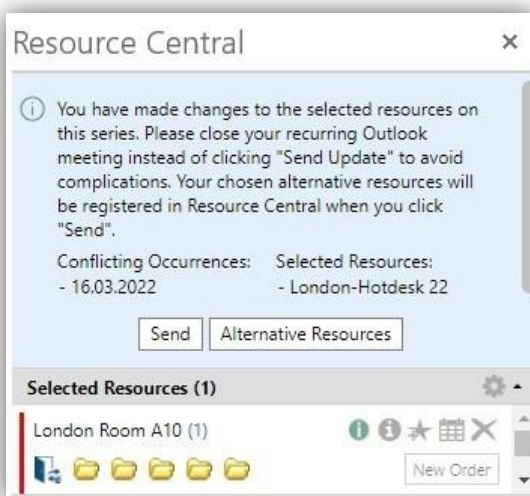 Resource Central
You have made changes to the selected resources on
this series. Please close your recurring Outlook
meeting instead of clicking "Send Update" to avoid
complications. Your chosen alternative resources will
be registered in Resource Central when you click
"Send".
Conflicting Occurrences: Selected Resources:
- 16.03.2022 - London-Hotdesk 22
Send Alternative Resources
Selected Resources (1)
London Room A10 (1)
New Order